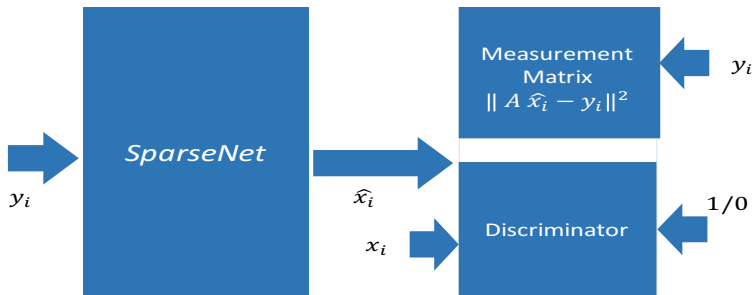 y_i
SparseNet
x̂_i
Measurement
Matrix
‖ A x̂_i − y_i‖²
y_i
x_i
Discriminator
1/0